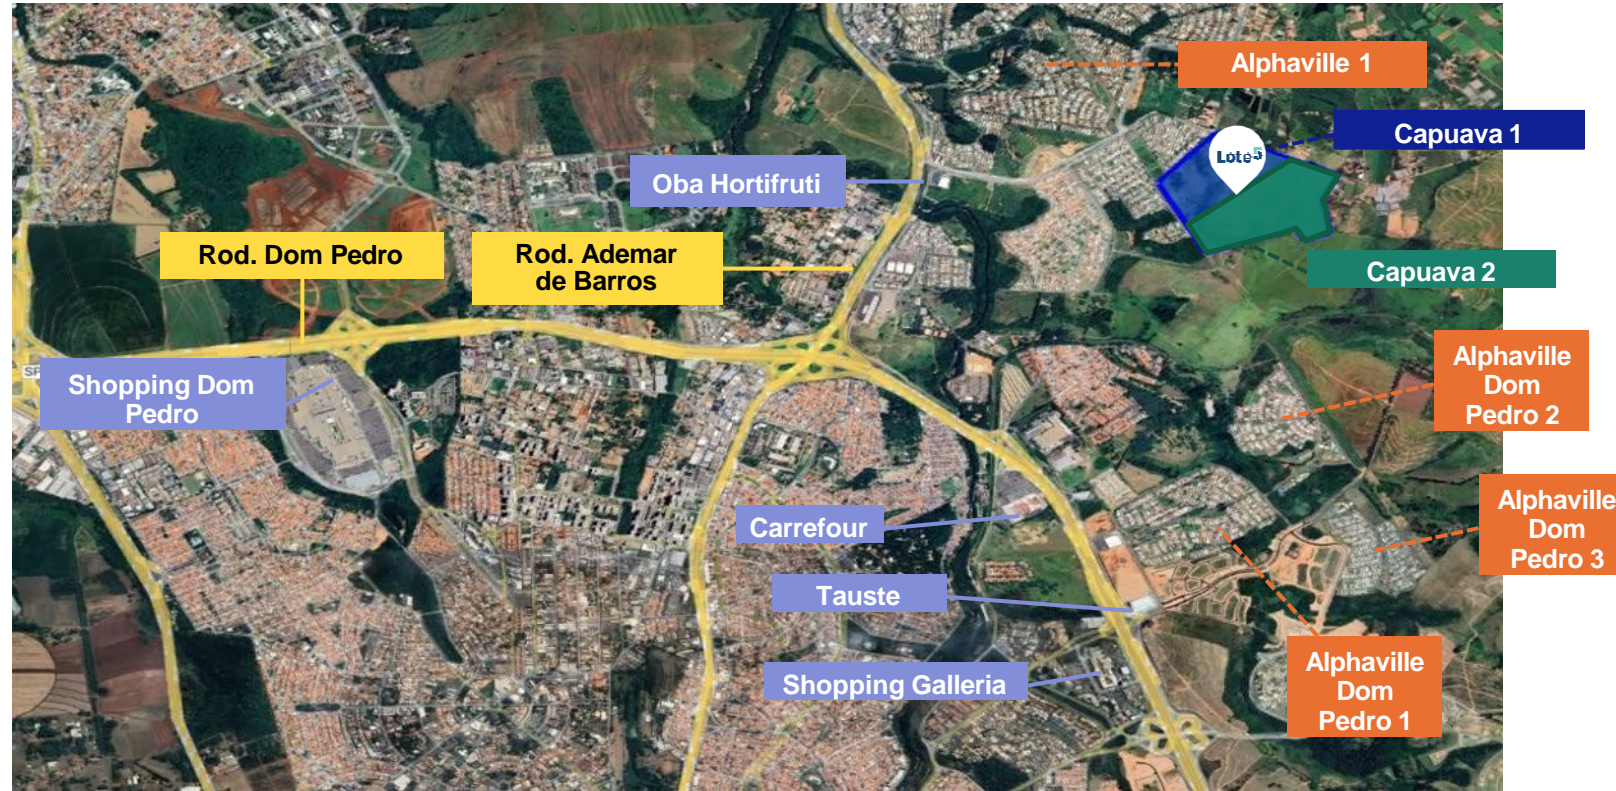 Alphaville 1
Capuava 1
Lote5
Oba Hortifruti
Rod. Dom Pedro
Rod. Ademar
de Barros
Capuava 2
SP
Shopping Dom
Pedro
Alphaville
Dom
Pedro 2
Carrefour
Alphaville
Dom
Pedro 3
Tauste
Shopping Galleria
Alphaville
Dom
Pedro 1